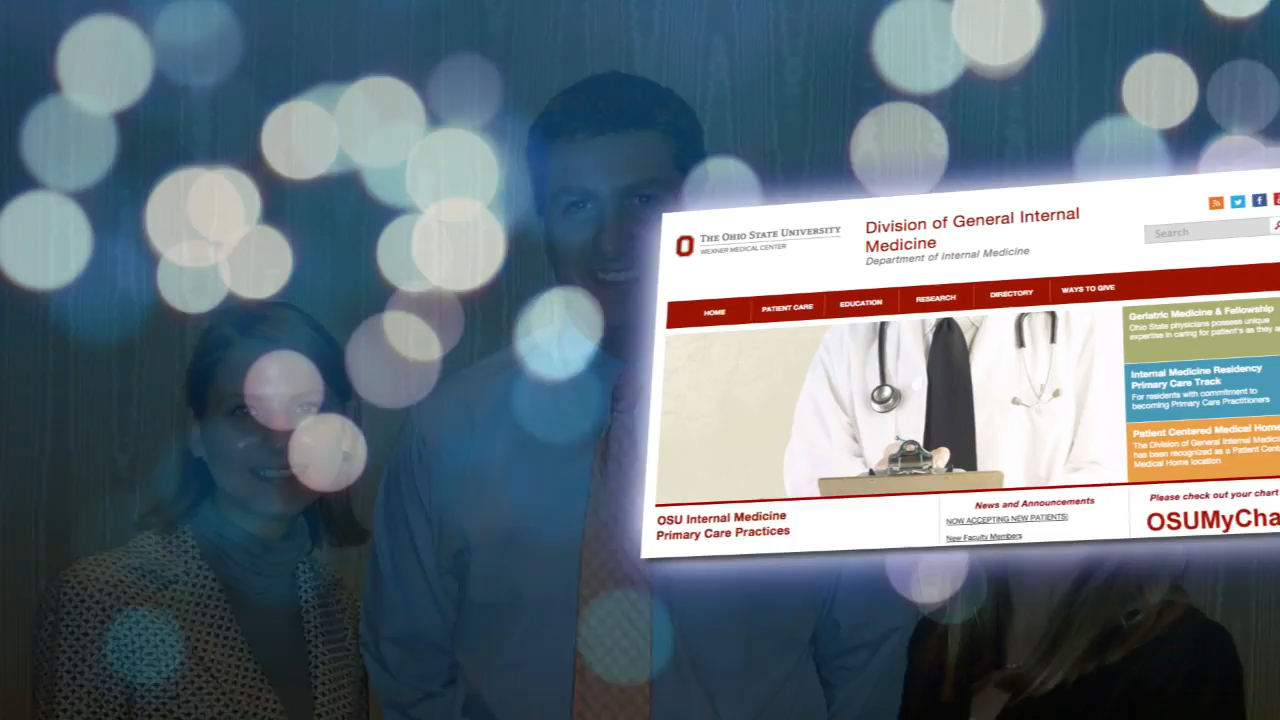 THE OHIO STATE UNIVERSITY
WEXNER MEDICAL CENTER
Division of General Internal
Medicine
Department of Internal Medicine
Search
HOME
PATIENT CARE
EDUCATION
RESEARCH
DIRECTORY
WAYS TO GIVE
Geriatric Medicine & Fellowship
Ohio State physicians possess unique
expertise in caring for patient's as they
Internal Medicine Residency
Primary Care Track
For residents with commitment to
becoming Primary Care Practitioners
Patient Centered Medical Home
The Division of General Internal
has been recognized as a Patient
Medical Home location
OSU Internal Medicine
Primary Care Practices
News and Announcements
NOW ACCEPTING NEW PATIENTS!
New Faculty Members
Please check out your chart
OSUMyCha